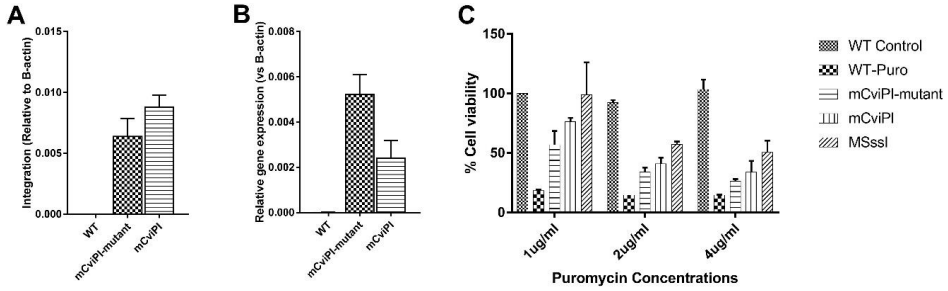 A
Integration (Relative to B-actin)
0.015
0.010
0.005
0.000
WT
mCviPI-mutant
mCviPI
B
Relative gene expression (vs B-actin)
0.008
0.006
0.004
0.002
0.000
WT
mCviPI-mutant
mCviPI
C
% Cell viability
150
100
50
0
1ug/ml
2ug/ml
4ug/ml
Puromycin Concentrations
WT Control
WT-Puro
mCviPI-mutant
mCviPI
MSssI